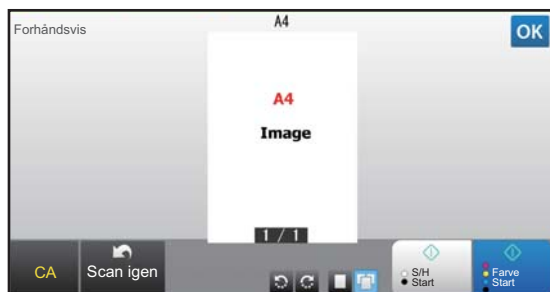 Forhåndsvis
A4
OK
A4
Image
1 / 1
CA
Scan igen
S/H
Start
Farve
Start